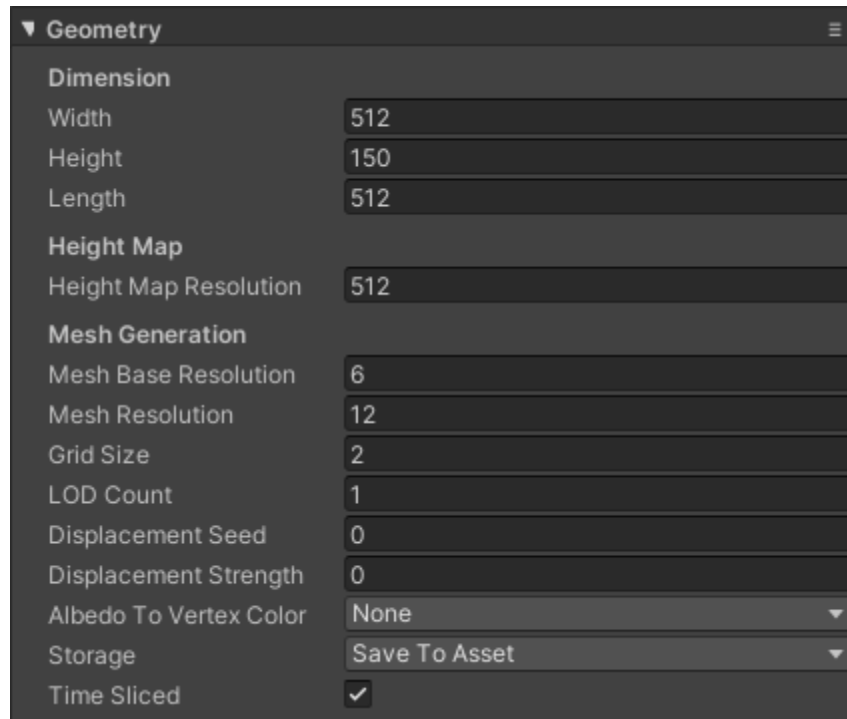 Geometry
Dimension
Width 512
Height 150
Length 512
Height Map
Height Map Resolution 512
Mesh Generation
Mesh Base Resolution 6
Mesh Resolution 12
Grid Size 2
LOD Count 1
Displacement Seed 0
Displacement Strength 0
Albedo To Vertex Color None
Storage Save To Asset
Time Sliced